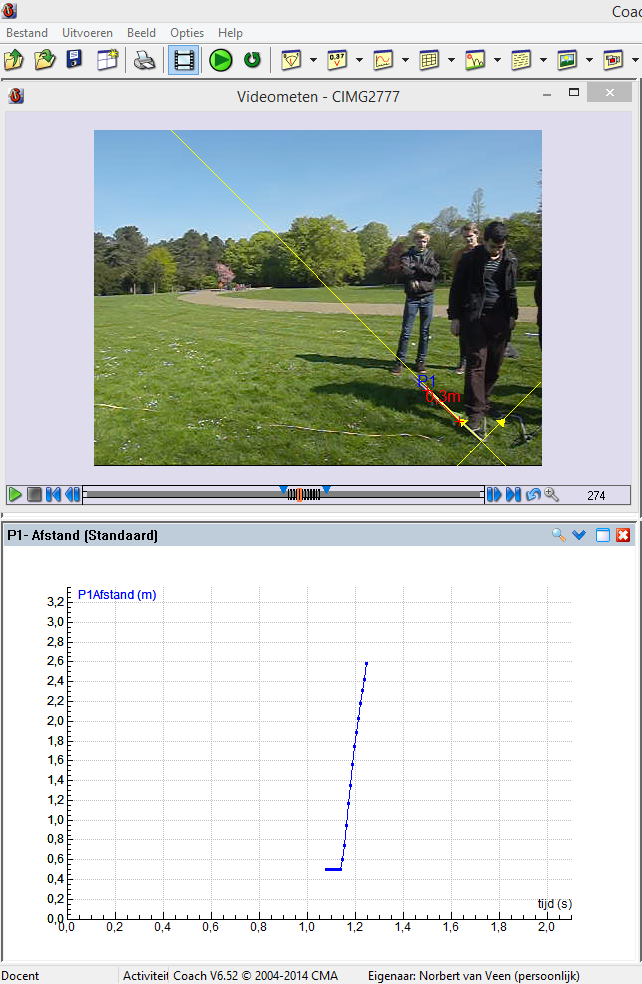 Coac
Bestand Uitvoeren Beeld Opties Help
0.37
Videometen - CIMG2777
P1
0,3m
274
P1- Afstand (Standaard)
P1Afstand (m)
3,2
3,0
2,8
2,6
2,4
2,2
2,0
1,8
1,6
1,4
1,2
1,0
0,8
0,6
0,4
0,2
0,0
tijd (s)
0,0 0,2 0,4 0,6 0,8 1,0 1,2 1,4 1,6 1,8 2,0
Docent Activiteit Coach V6.52 © 2004-2014 CMA Eigenaar: Norbert van Veen (persoonlijk)